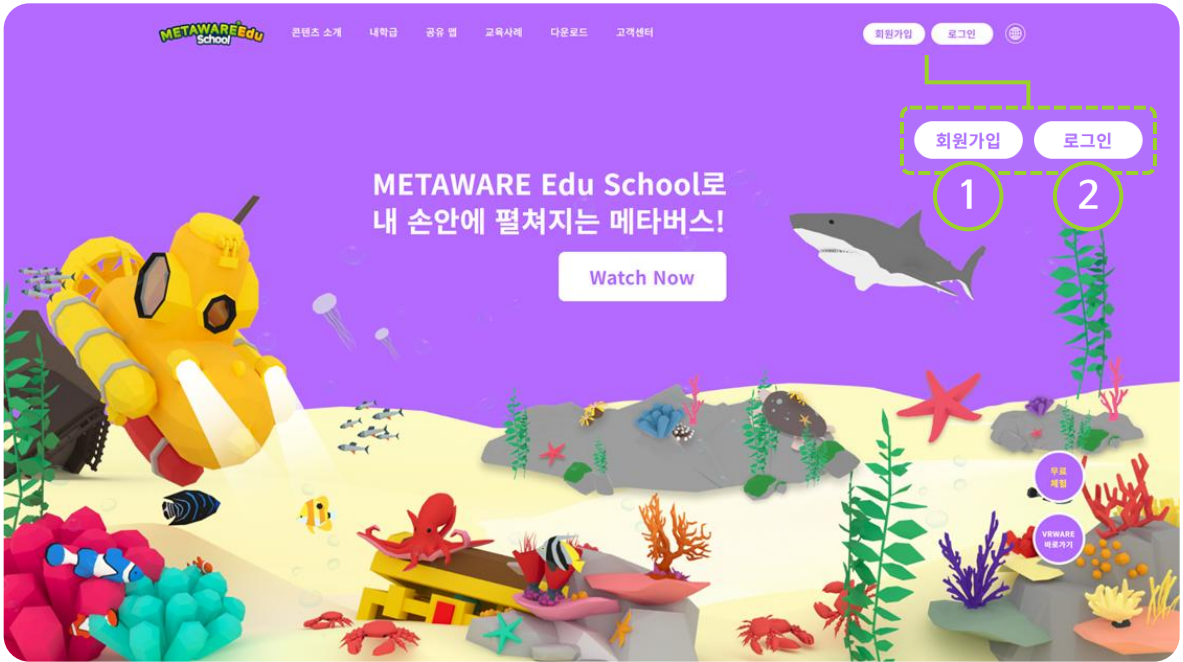 METAWARE Edu
School
콘텐츠 소개
내학급
공유 맵
교육사례
다운로드
고객센터
회원가입
로그인
회원가입
로그인
1
2
METAWARE Edu School로
내 손안에 펼쳐지는 메타버스!
Watch Now
무료
체험
VRWARE
바로가기